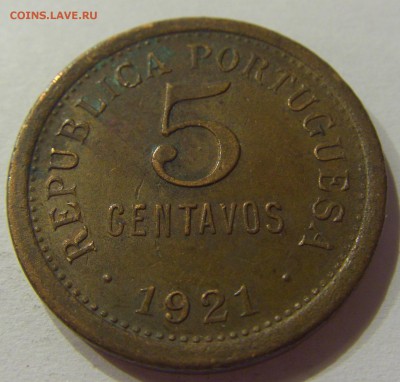 COINS.LAVE.RU
REPUBLICA PORTUGUESA
5
CENTAVOS
· 1921 ·